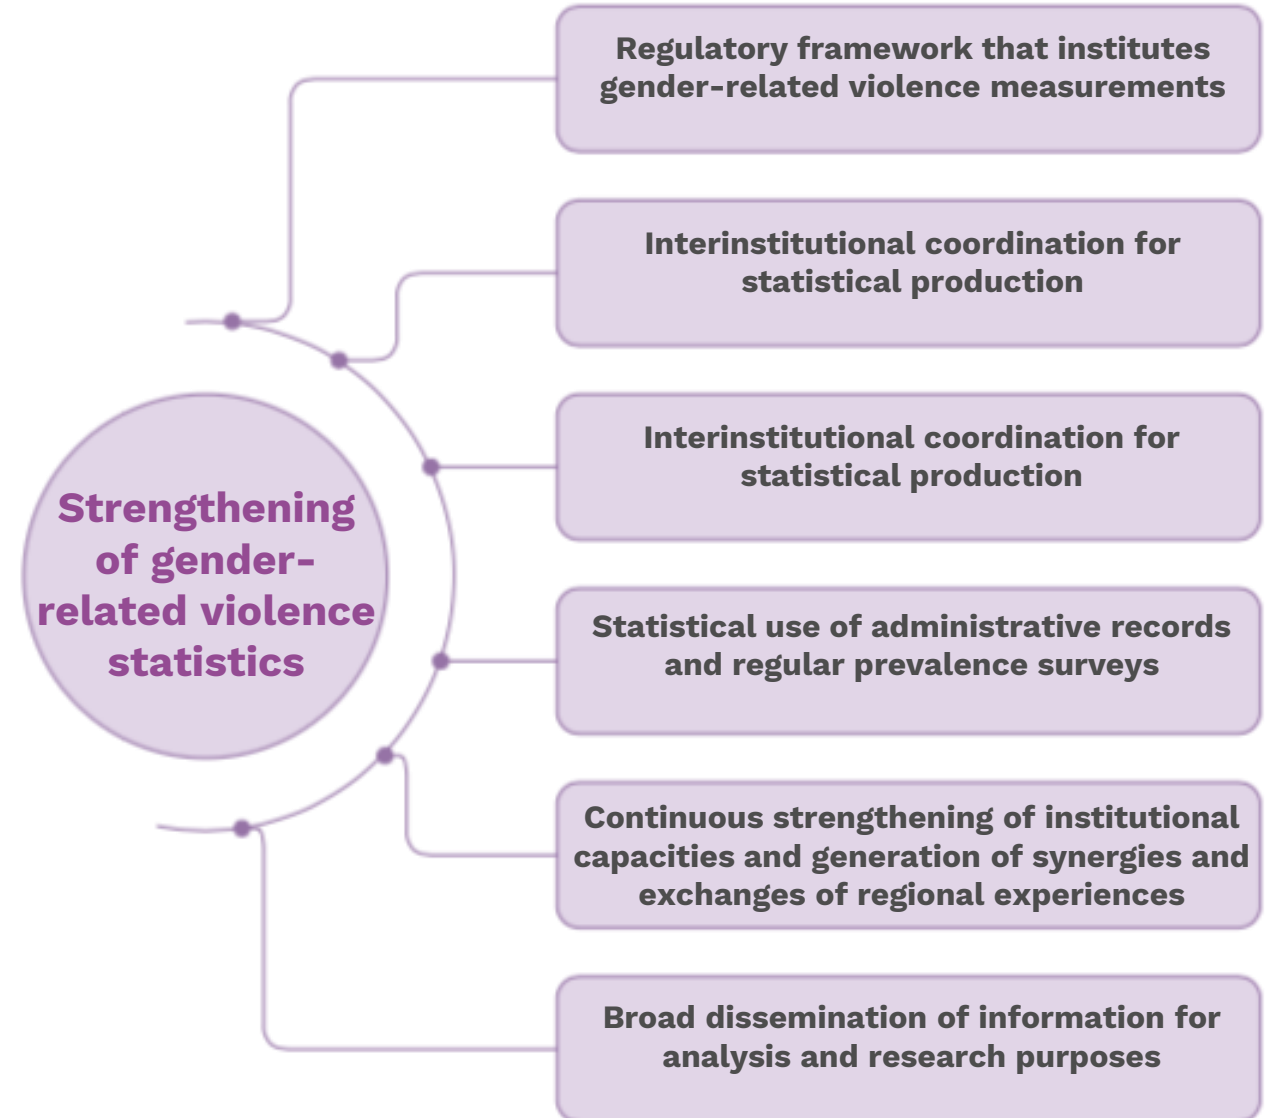 Regulatory framework that institutes
gender-related violence measurements
Interinstitutional coordination for
statistical production
Interinstitutional coordination for
statistical production
Strengthening
of gender-
related violence
statistics
Statistical use of administrative records
and regular prevalence surveys
Continuous strengthening of institutional
capacities and generation of synergies and
exchanges of regional experiences
Broad dissemination of information for
analysis and research purposes